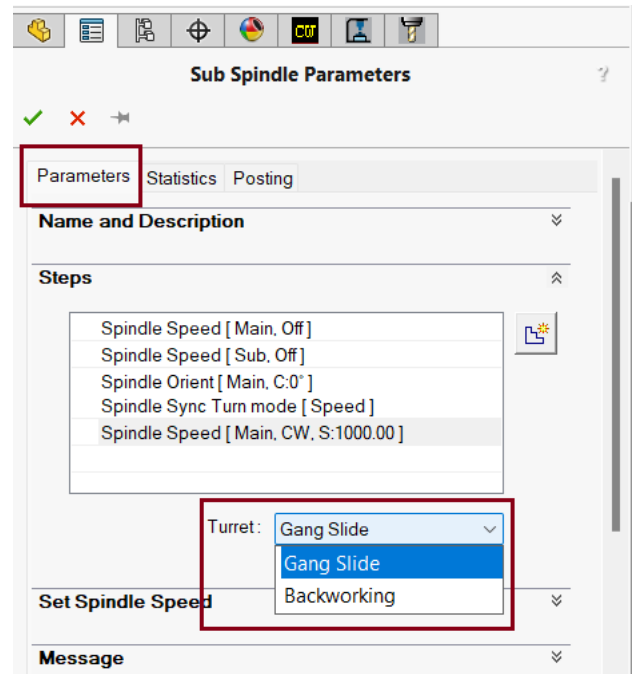 CW
Sub Spindle Parameters
?
Parameters Statistics Posting
Name and Description
Steps
Spindle Speed [ Main, Off ]
Spindle Speed [ Sub, Off ]
Spindle Orient [ Main, C:0° ]
Spindle Sync Turn mode [ Speed ]
Spindle Speed [ Main, CW, S:1000.00 ]
Turret : Gang Slide
Gang Slide
Backworking
Set Spindle Speed
Message